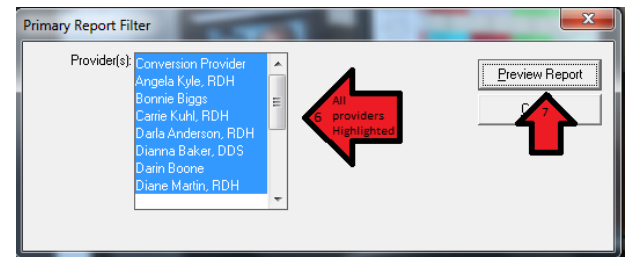 Primary Report Filter
Provider(s):
Conversion Provider
Angela Kyle, RDH
Bonnie Biggs
Carrie Kuhl, RDH
Darla Anderson, RDH
Dianna Baker, DDS
Darin Boone
Diane Martin, RDH
6
All
providers
Highlighted
Preview Report
7